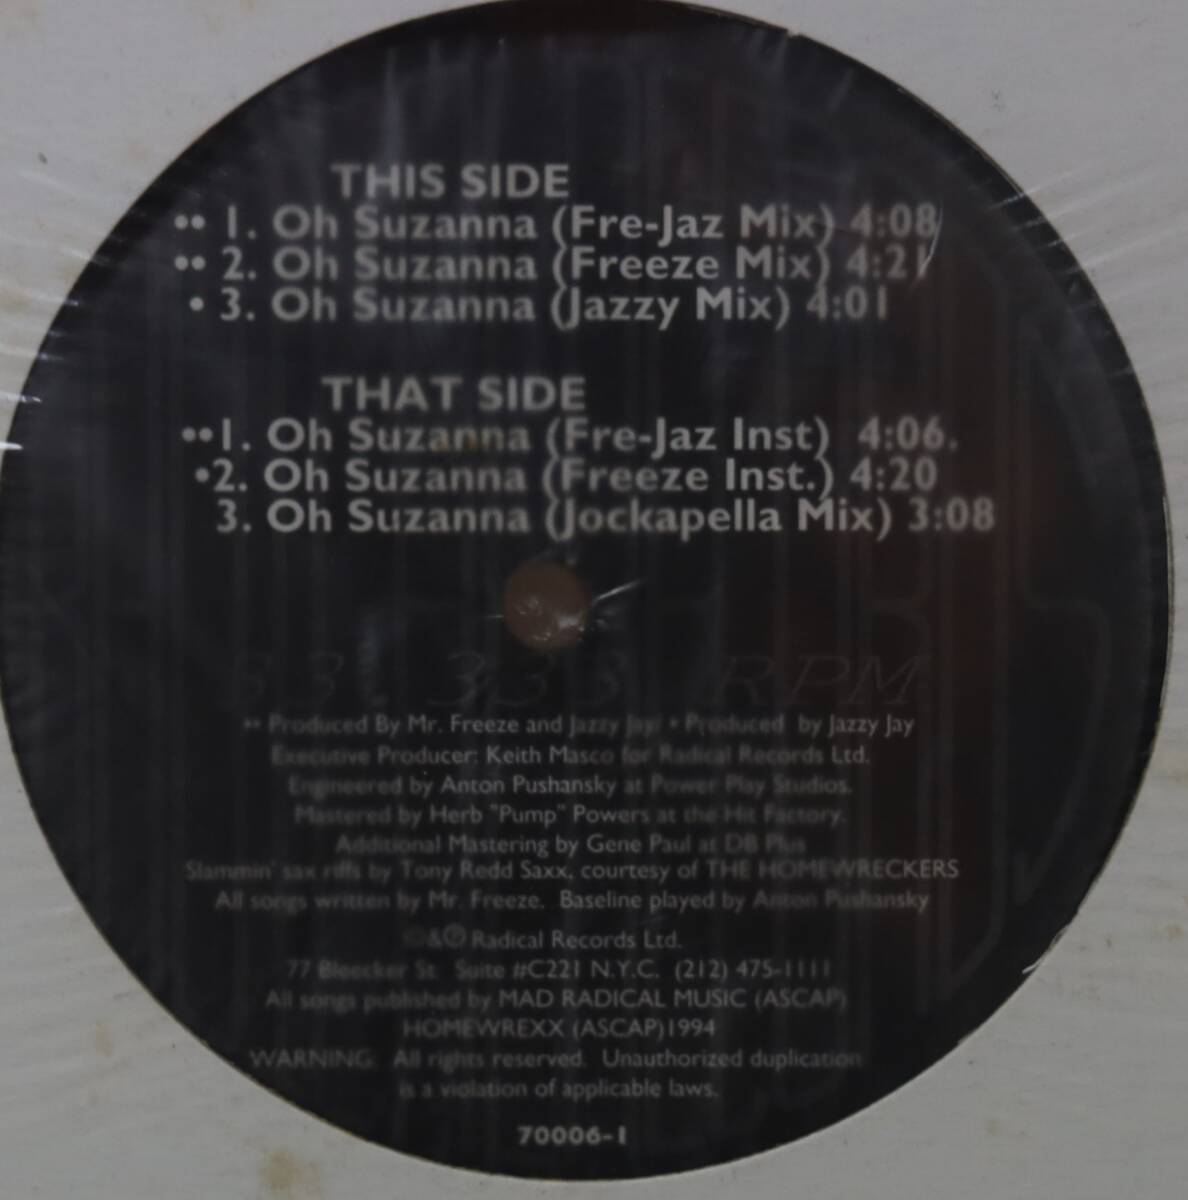 THIS SIDE
•• 1. Oh Suzanna (Fre-Jaz Mix) 4:08
•• 2. Oh Suzanna (Freeze Mix) 4:21
• 3. Oh Suzanna (Jazzy Mix) 4:01
THAT SIDE
••1. Oh Suzanna (Fre-Jaz Inst) 4:06.
•2. Oh Suzanna (Freeze Inst.) 4:20
3. Oh Suzanna (Jockapella Mix) 3:08
33.333 RPM
•• Produced By Mr. Freeze and Jazzy Jay/ • Produced by Jazzy Jay
Executive Producer: Keith Masco for Radical Records Ltd.
Engineered by Anton Pushansky at Power Play Studios.
Mastered by Herb "Pump" Powers at the Hit Factory.
Additional Mastering by Gene Paul at DB Plus
Slammin' sax riffs by Tony Redd Saxx, courtesy of THE HOMEWRECKERS
All songs written by Mr. Freeze. Baseline played by Anton Pushansky
©&℗ Radical Records Ltd.
77 Bleecker St. Suite #C221 N.Y.C. (212) 475-1111
All songs published by MAD RADICAL MUSIC (ASCAP)
HOMEWREXX (ASCAP)1994
WARNING: All rights reserved. Unauthorized duplication
is a violation of applicable laws.
70006-1